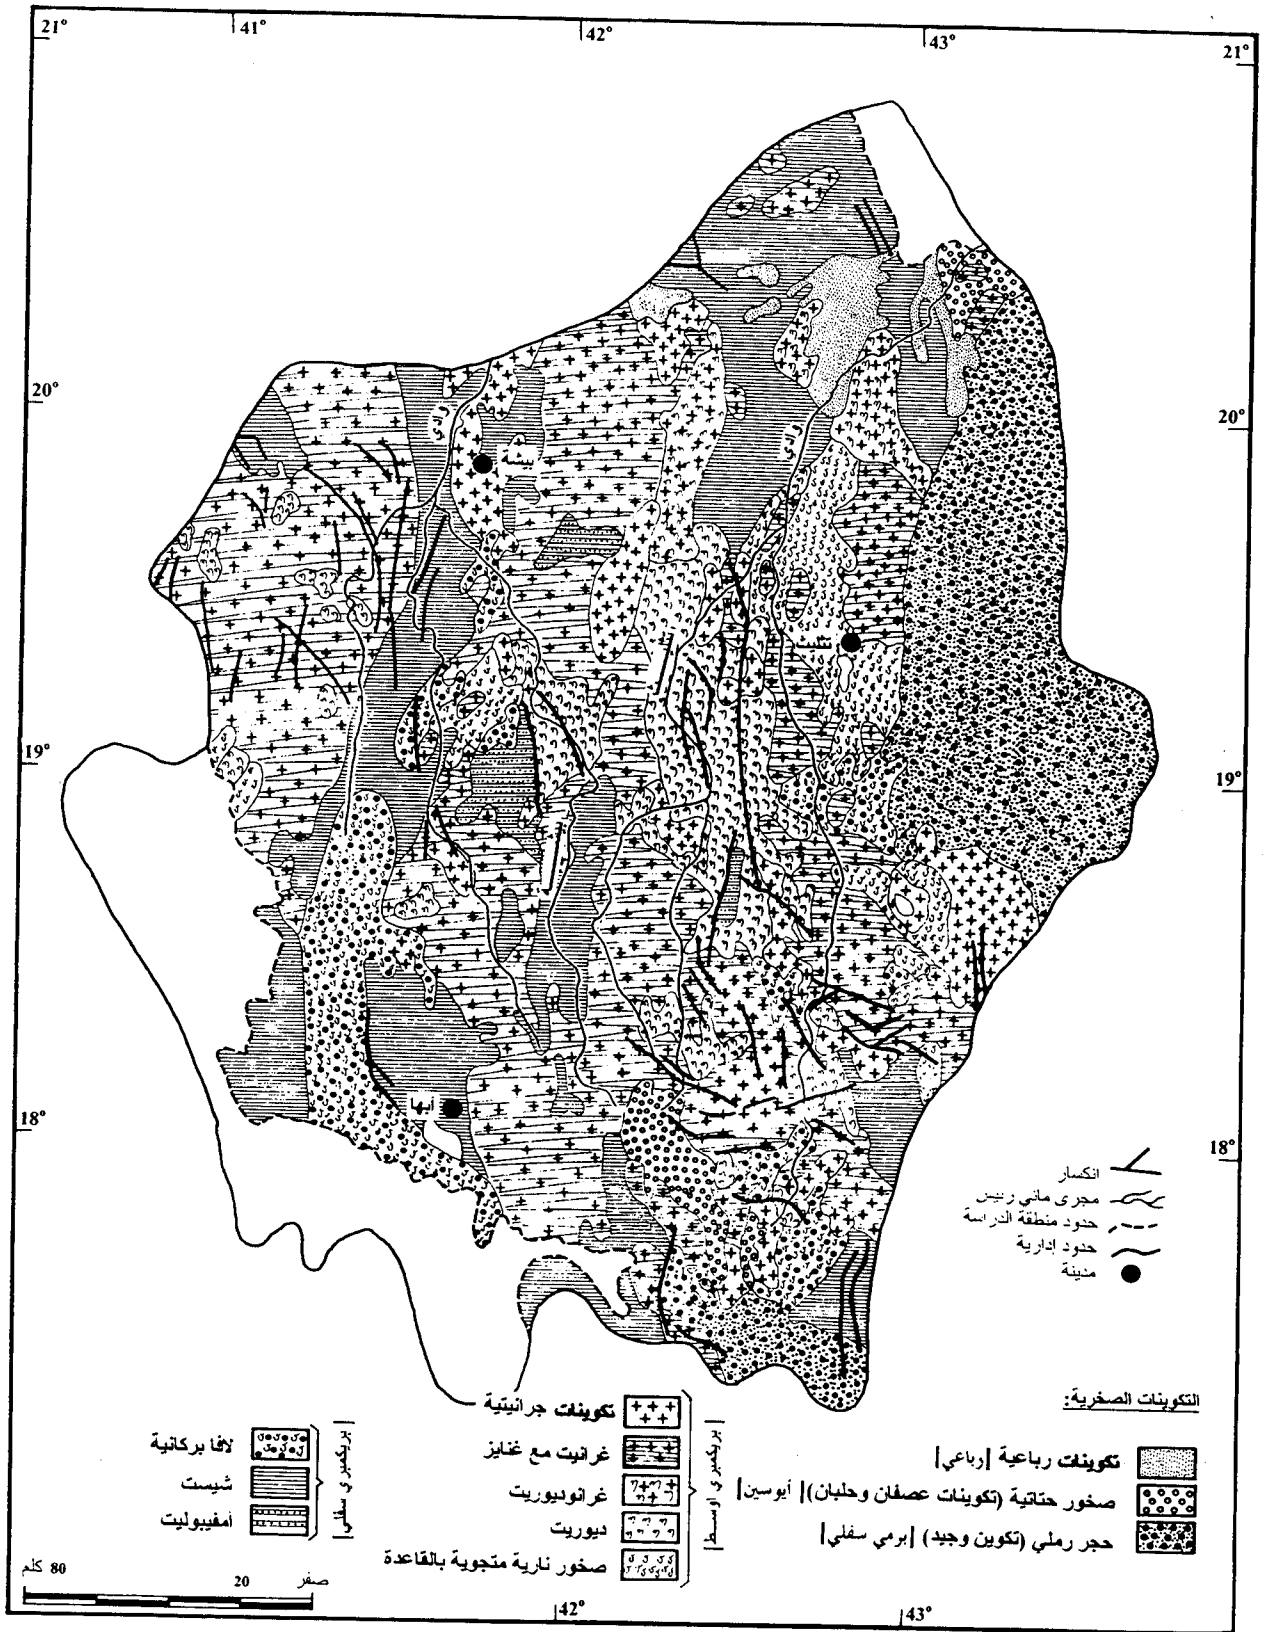 21° 41° 42° 43° 21°
20° 20°
وادي
وادي
بيشة
تثليث
19° 19°
أبها
18° 18°
انكسار
مجرى مائي رئيس
حدود منطقة الدراسة
حدود إدارية
مدينة
التكوينات الصخرية:
تكوينات رباعية |رباعي|
صخور حتاتية (تكوينات عصفان وحلبان)| أيوسين|
حجر رملي (تكوين وجيد) |برمي سفلي|
|بريكمبري أوسط|
تكوينات جرانيتية
غرانيت مع غنايز
غرانوديوريت
ديوريت
صخور نارية متجوية بالقاعدة
|بريكمبري سفلي|
لافا بركانية
شيست
أمفيبوليت
صفر 20 80 كلم
42° 43°